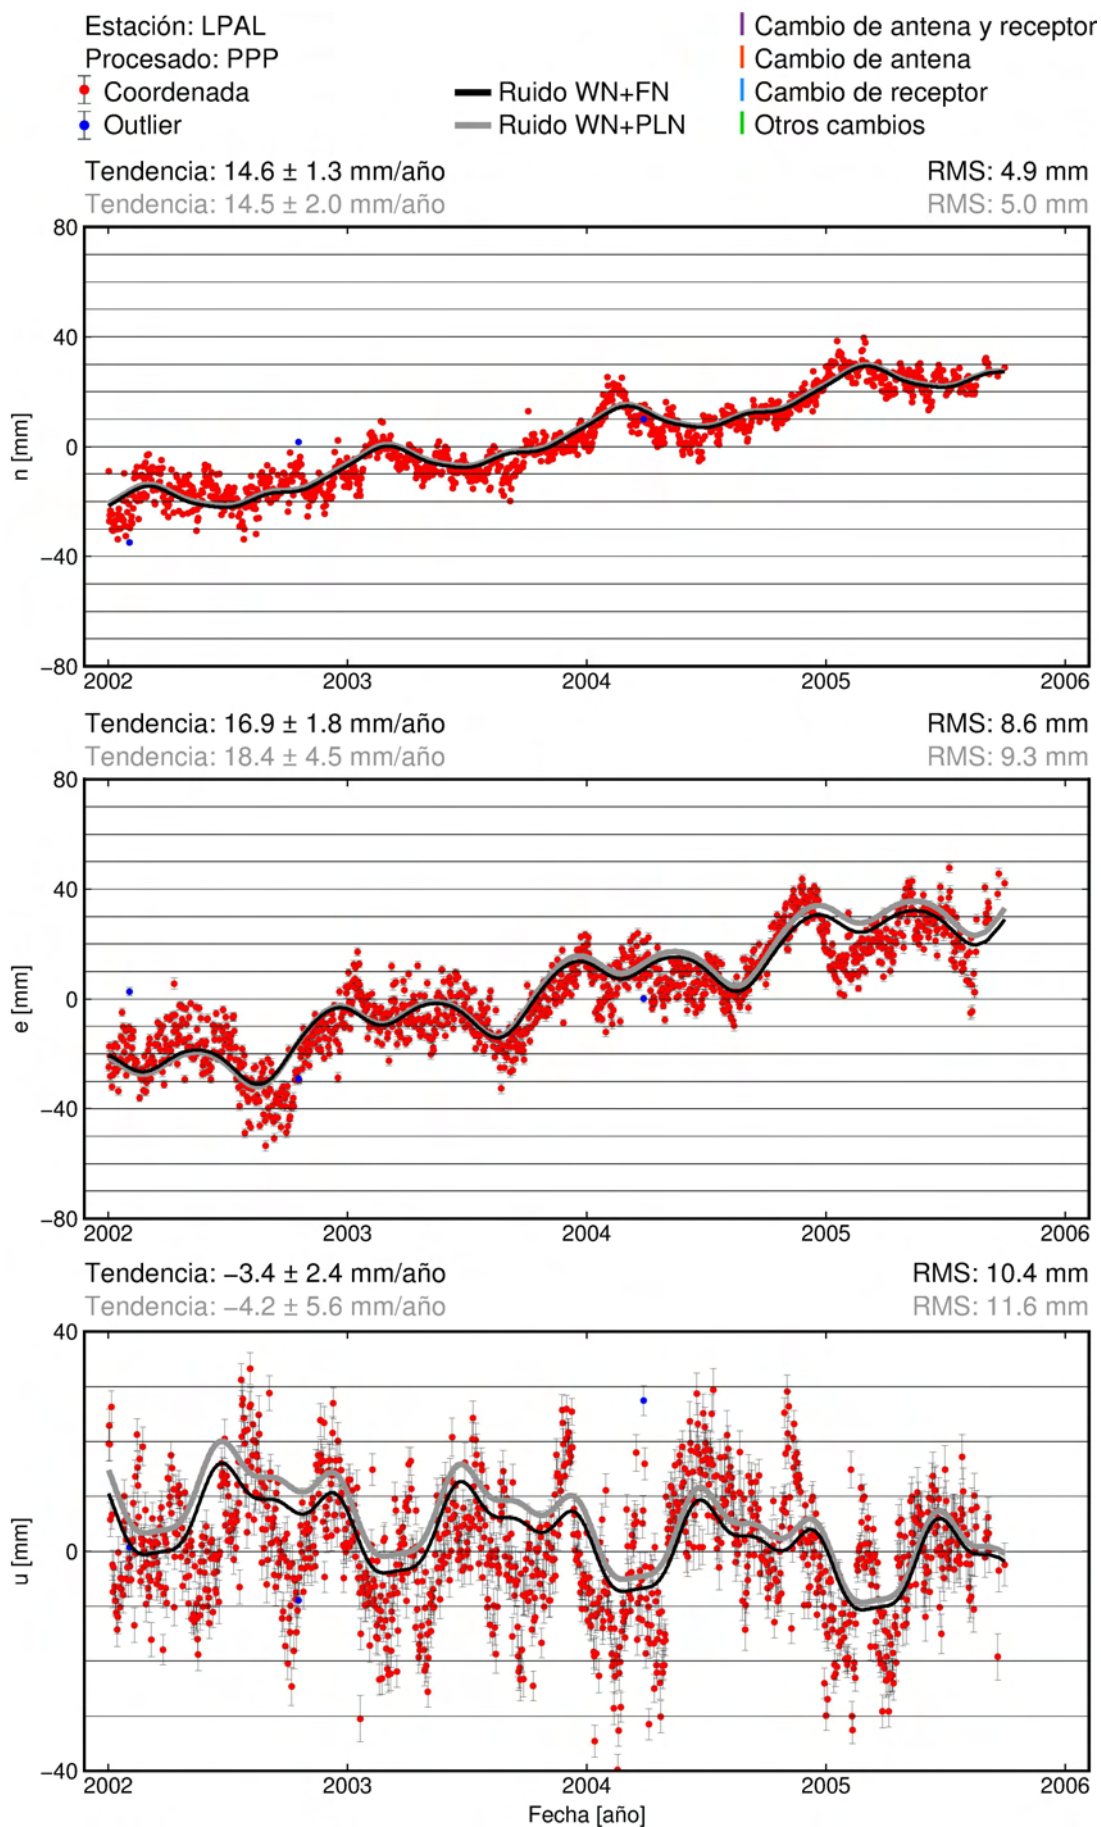 Estación: LPAL
Procesado: PPP
Coordenada
Outlier
Ruido WN+FN
Ruido WN+PLN
Cambio de antena y receptor
Cambio de antena
Cambio de receptor
Otros cambios
Tendencia: 14.6 ± 1.3 mm/año RMS: 4.9 mm
Tendencia: 14.5 ± 2.0 mm/año RMS: 5.0 mm
80
40
0
−40
−80
n [mm]
2002 2003 2004 2005 2006
Tendencia: 16.9 ± 1.8 mm/año RMS: 8.6 mm
Tendencia: 18.4 ± 4.5 mm/año RMS: 9.3 mm
80
40
0
−40
−80
e [mm]
2002 2003 2004 2005 2006
Tendencia: −3.4 ± 2.4 mm/año RMS: 10.4 mm
Tendencia: −4.2 ± 5.6 mm/año RMS: 11.6 mm
40
20
0
−20
−40
u [mm]
2002 2003 2004 2005 2006
Fecha [año]